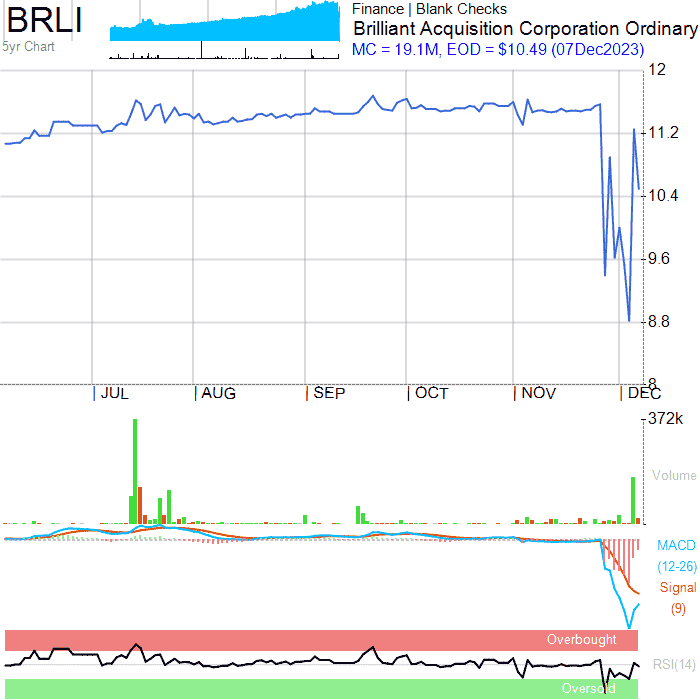 BRLI
5yr Chart
Finance | Blank Checks
Brilliant Acquisition Corporation Ordinary
MC = 19.1M, EOD = $10.49 (07Dec2023)
12
11.2
10.4
9.6
8.8
8
JUL AUG SEP OCT NOV DEC
372k
Volume
MACD
(12-26)
Signal
(9)
Overbought
RSI(14)
Oversold